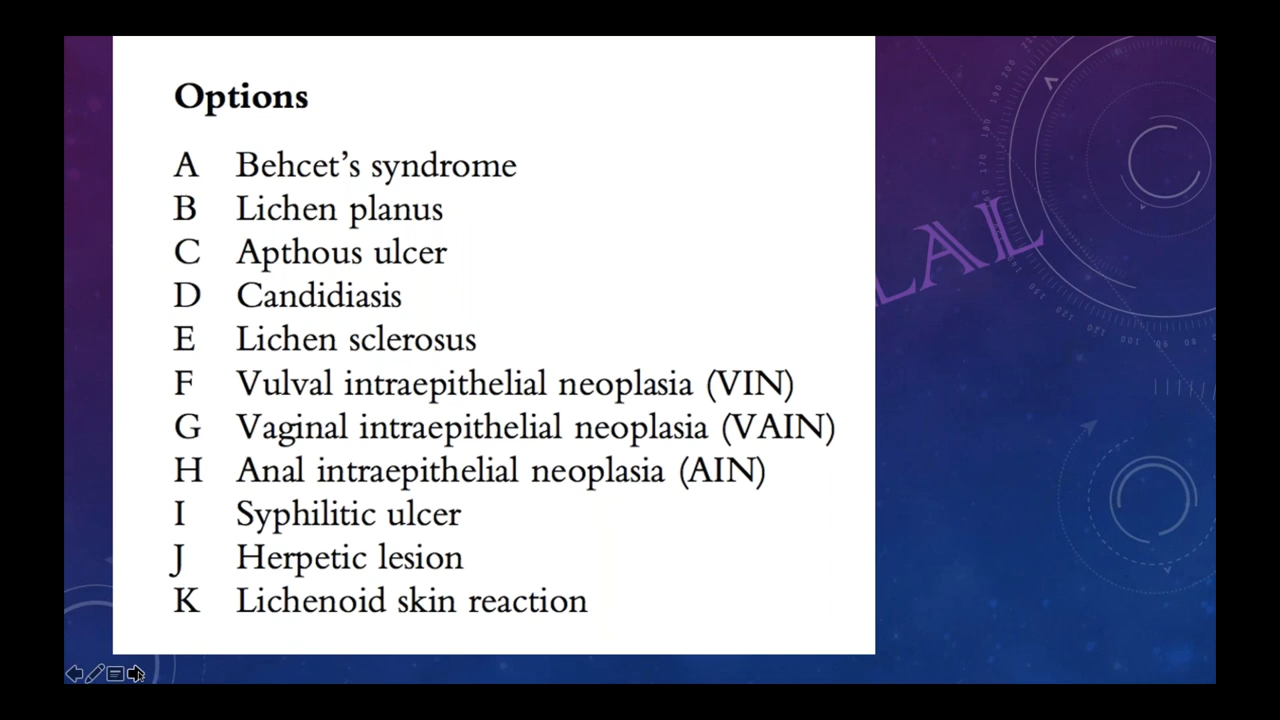 Options
A Behcet's syndrome
B Lichen planus
C Apthous ulcer
D Candidiasis
E Lichen sclerosus
F Vulval intraepithelial neoplasia (VIN)
G Vaginal intraepithelial neoplasia (VAIN)
H Anal intraepithelial neoplasia (AIN)
I Syphilitic ulcer
J Herpetic lesion
K Lichenoid skin reaction